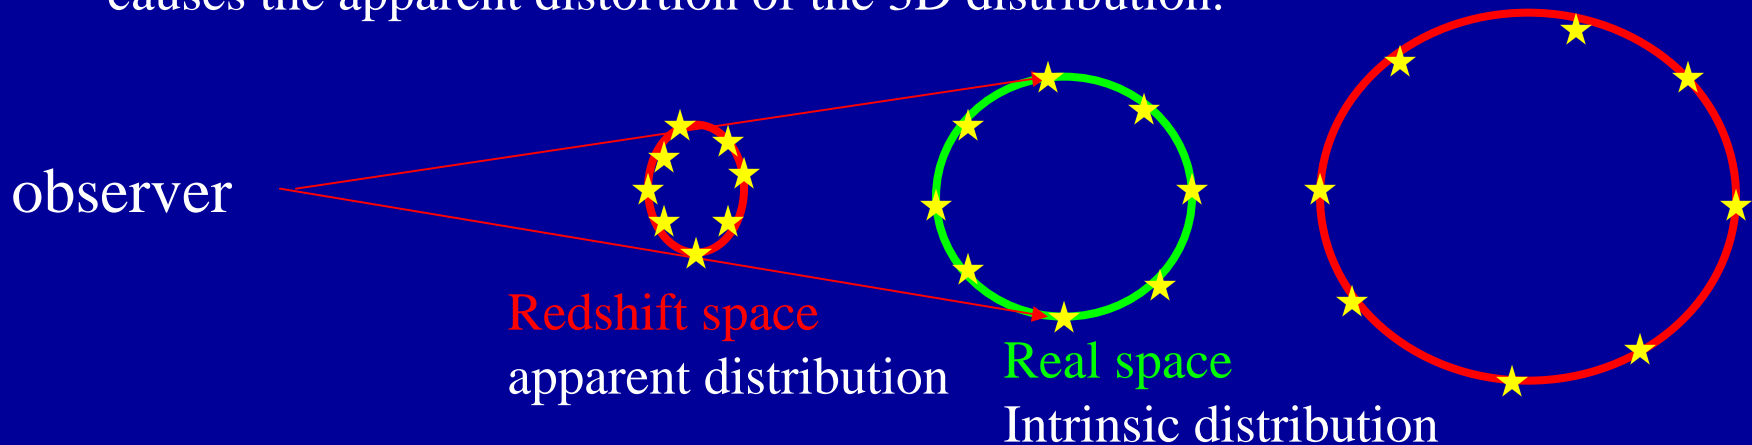 causes the apparent distortion of the 3D distribution.
observer
Redshift space
apparent distribution
Real space
Intrinsic distribution